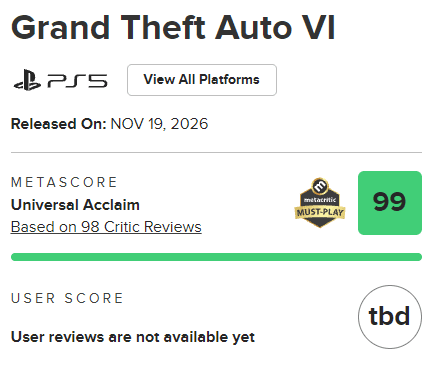 Grand Theft Auto VI
PS5 View All Platforms
Released On: NOV 19, 2026
METASCORE
Universal Acclaim
Based on 98 Critic Reviews
m
metacritic
MUST-PLAY
99
USER SCORE
User reviews are not available yet
tbd